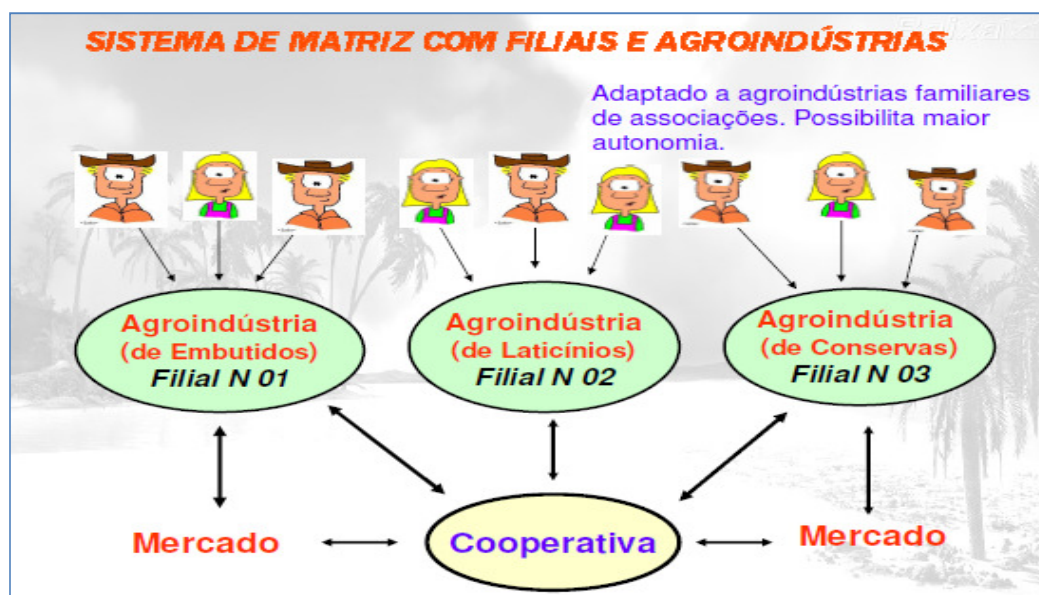 SISTEMA DE MATRIZ COM FILIAIS E AGROINDÚSTRIAS
Adaptado a agroindústrias familiares
de associações. Possibilita maior
autonomia.
Agroindústria
(de Embutidos)
Filial N 01
Agroindústria
(de Laticínios)
Filial N 02
Agroindústria
(de Conservas)
Filial N 03
Mercado
Cooperativa
Mercado